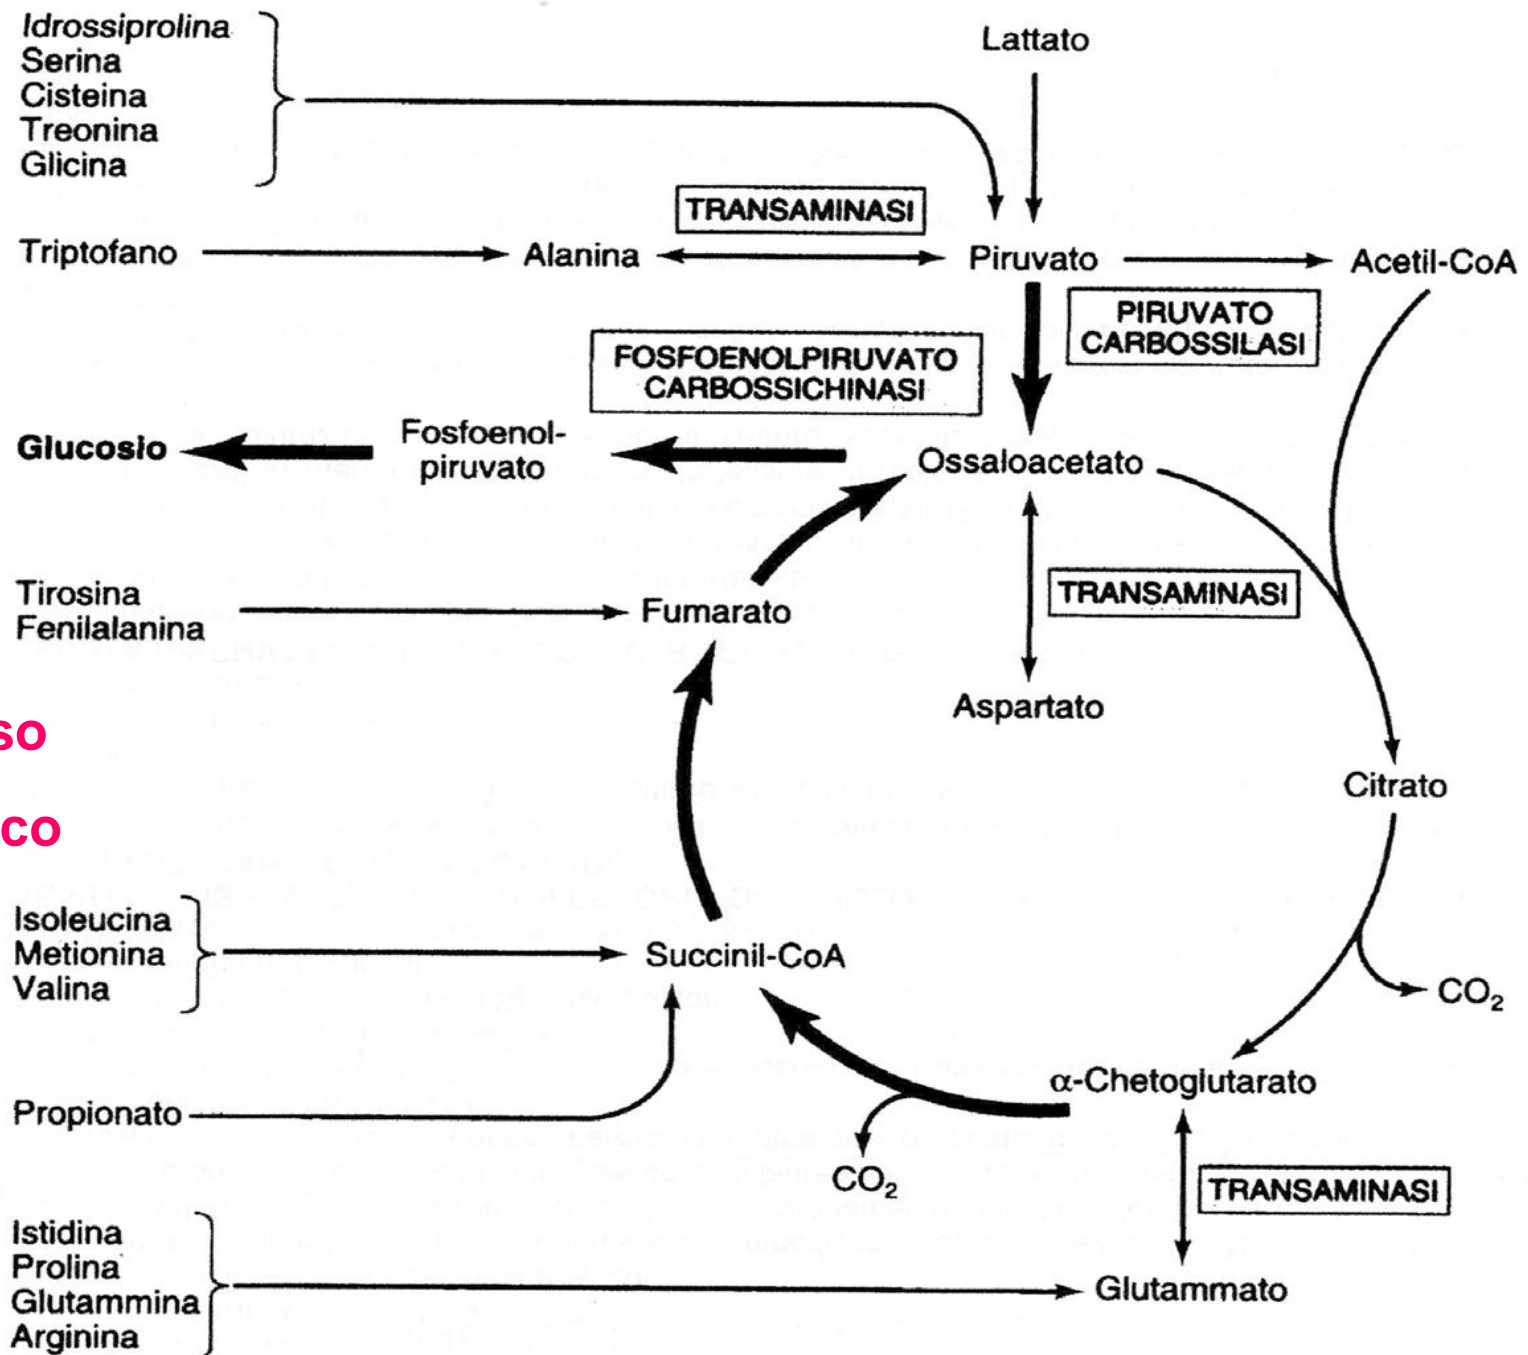 Idrossiprolina
Serina
Cisteina
Treonina
Glicina
Lattato
TRANSAMINASI
Triptofano
Alanina
Piruvato
Acetil-CoA
PIRUVATO
CARBOSSILASI
FOSFOENOLPIRUVATO
CARBOSSICHINASI
Glucosio
Fosfoenol-
piruvato
Ossaloacetato
Tirosina
Fenilalanina
Fumarato
TRANSAMINASI
Aspartato
so
co
Citrato
Isoleucina
Metionina
Valina
Succinil-CoA
CO₂
α-Chetoglutarato
Propionato
CO₂
TRANSAMINASI
Istidina
Prolina
Glutammina
Arginina
Glutammato